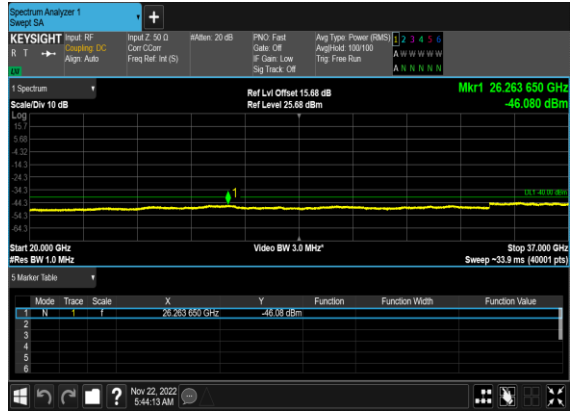 Spectrum Analyzer 1
Swept SA
+
KEYSIGHT Input: RF Input Z: 50 Ω #Atten: 20 dB PNO: Fast Avg Type: Power (RMS) 1 2 3 4 5 6
R T Coupling: DC Corr CCorr Gate: Off Avg|Hold: 100/100 A W W W W W
Align: Auto Freq Ref: Int (S) IF Gain: Low Trig: Free Run
Sig Track: Off A N N N N N
LXI
1 Spectrum
Ref Lvl Offset 15.68 dB Mkr1 26.263 650 GHz
Scale/Div 10 dB Ref Level 25.68 dBm -46.080 dBm
Log
15.7
5.68
-4.32
-14.3
-24.3
-34.3
1
DL1 -40.00 dBm
-44.3
-54.3
-64.3
Start 20.000 GHz Video BW 3.0 MHz* Stop 37.000 GHz
#Res BW 1.0 MHz Sweep ~33.9 ms (40001 pts)
5 Marker Table
Mode Trace Scale X Y Function Function Width Function Value
1 N 1 f 26.263 650 GHz -46.08 dBm
2
3
4
5
6
? Nov 22, 2022
5:44:13 AM